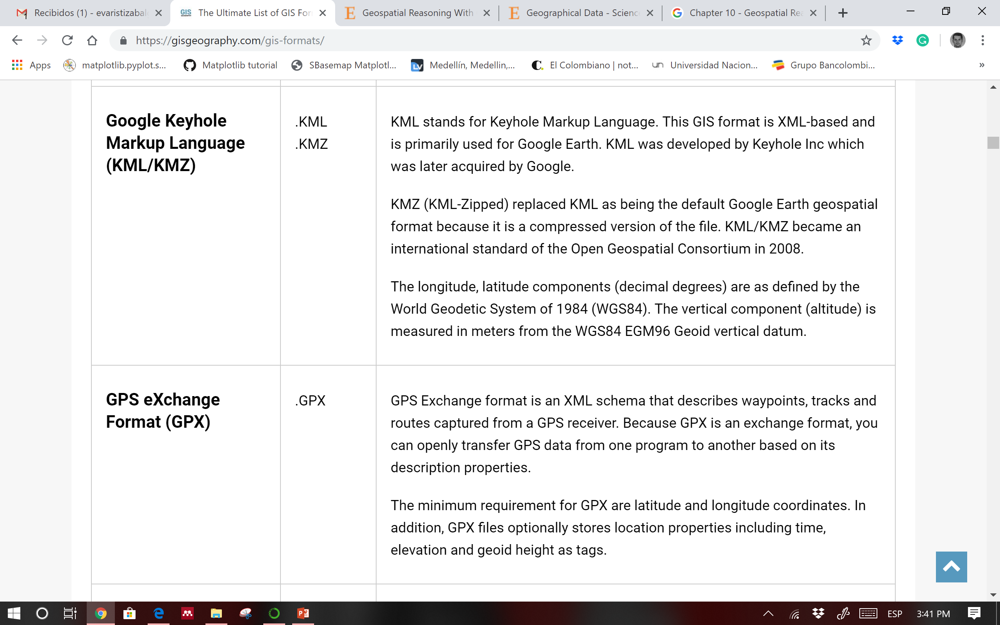 Recibidos (1) - evaristizabal
The Ultimate List of GIS For
Geospatial Reasoning With
Geographical Data - Science
Chapter 10 - Geospatial Rea
https://gisgeography.com/gis-formats/
Apps
matplotlib.pyplot.s...
Matplotlib tutorial
SBasemap Matplotl...
Medellín, Medellin,...
El Colombiano | not...
Universidad Nacion...
Grupo Bancolombi...
»
Google Keyhole
Markup Language
(KML/KMZ)
.KML
.KMZ
KML stands for Keyhole Markup Language. This GIS format is XML-based and
is primarily used for Google Earth. KML was developed by Keyhole Inc which
was later acquired by Google.
KMZ (KML-Zipped) replaced KML as being the default Google Earth geospatial
format because it is a compressed version of the file. KML/KMZ became an
international standard of the Open Geospatial Consortium in 2008.
The longitude, latitude components (decimal degrees) are as defined by the
World Geodetic System of 1984 (WGS84). The vertical component (altitude) is
measured in meters from the WGS84 EGM96 Geoid vertical datum.
GPS eXchange
Format (GPX)
.GPX
GPS Exchange format is an XML schema that describes waypoints, tracks and
routes captured from a GPS receiver. Because GPX is an exchange format, you
can openly transfer GPS data from one program to another based on its
description properties.
The minimum requirement for GPX are latitude and longitude coordinates. In
addition, GPX files optionally stores location properties including time,
elevation and geoid height as tags.
ESP
3:41 PM